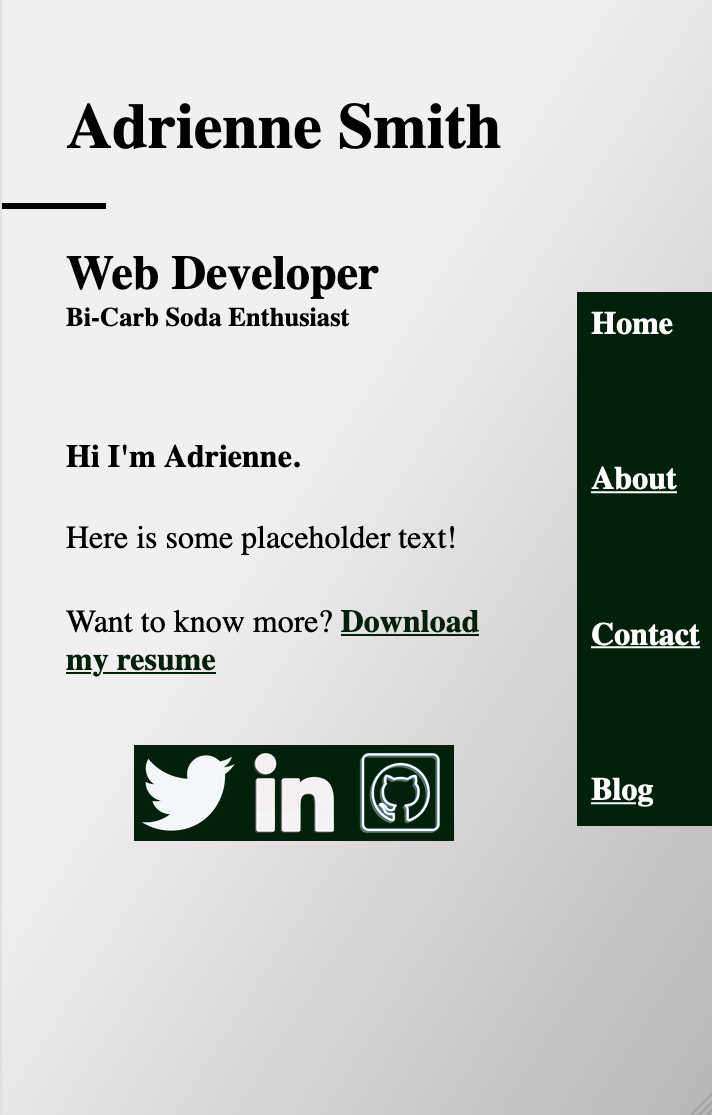 Adrienne Smith
Web Developer
Bi-Carb Soda Enthusiast
Hi I'm Adrienne.
Here is some placeholder text!
Want to know more? Download
my resume
in
Home
About
Contact
Blog